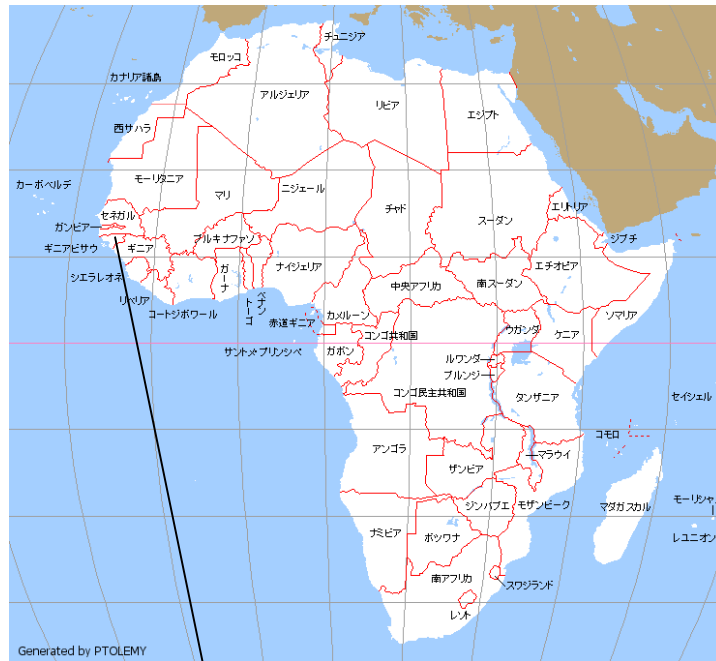 チュニジア
モロッコ
カナリア諸島
アルジェリア
リビア
エジプト
西サハラ
モーリタニア
カーボベルデ
マリ
ニジェール
チャド
スーダン
エリトリア
セネガル
ガンビアー
ジブチ
ギニアビサウ
ギニア
ブルキナファソ
ナイジェリア
エチオピア
シエラレオネ
ガーナ
中央アフリカ
南スーダン
リベリア
トーゴ
ベナン
コートジボワール
カメルーン
ソマリア
赤道ギニア
コンゴ共和国
ウガンダ
ケニア
サントメプリンシペ
ガボン
ルワンダ
ブルンジ
コンゴ民主共和国
タンザニア
セイシェル
コモロ
アンゴラ
ザンビア
マラウイ
ジンバブエ
モザンビーク
マダガスカル
モーリシャ
ナミビア
ボツワナ
レユニオン
南アフリカ
スワジランド
レソト
Generated by PTOLEMY